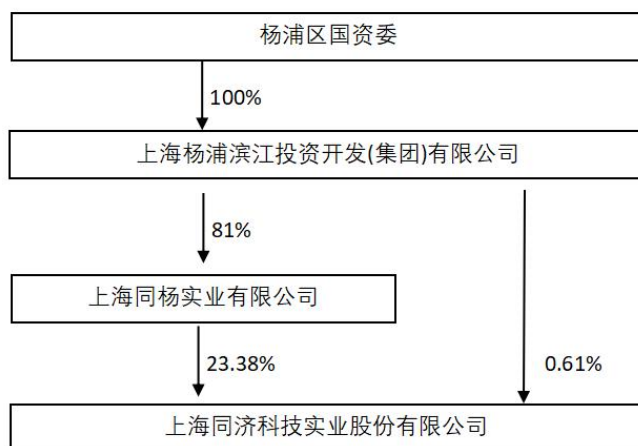 杨浦区国资委
100%
上海杨浦滨江投资开发(集团)有限公司
81%
上海同杨实业有限公司
23.38%
0.61%
上海同济科技实业股份有限公司